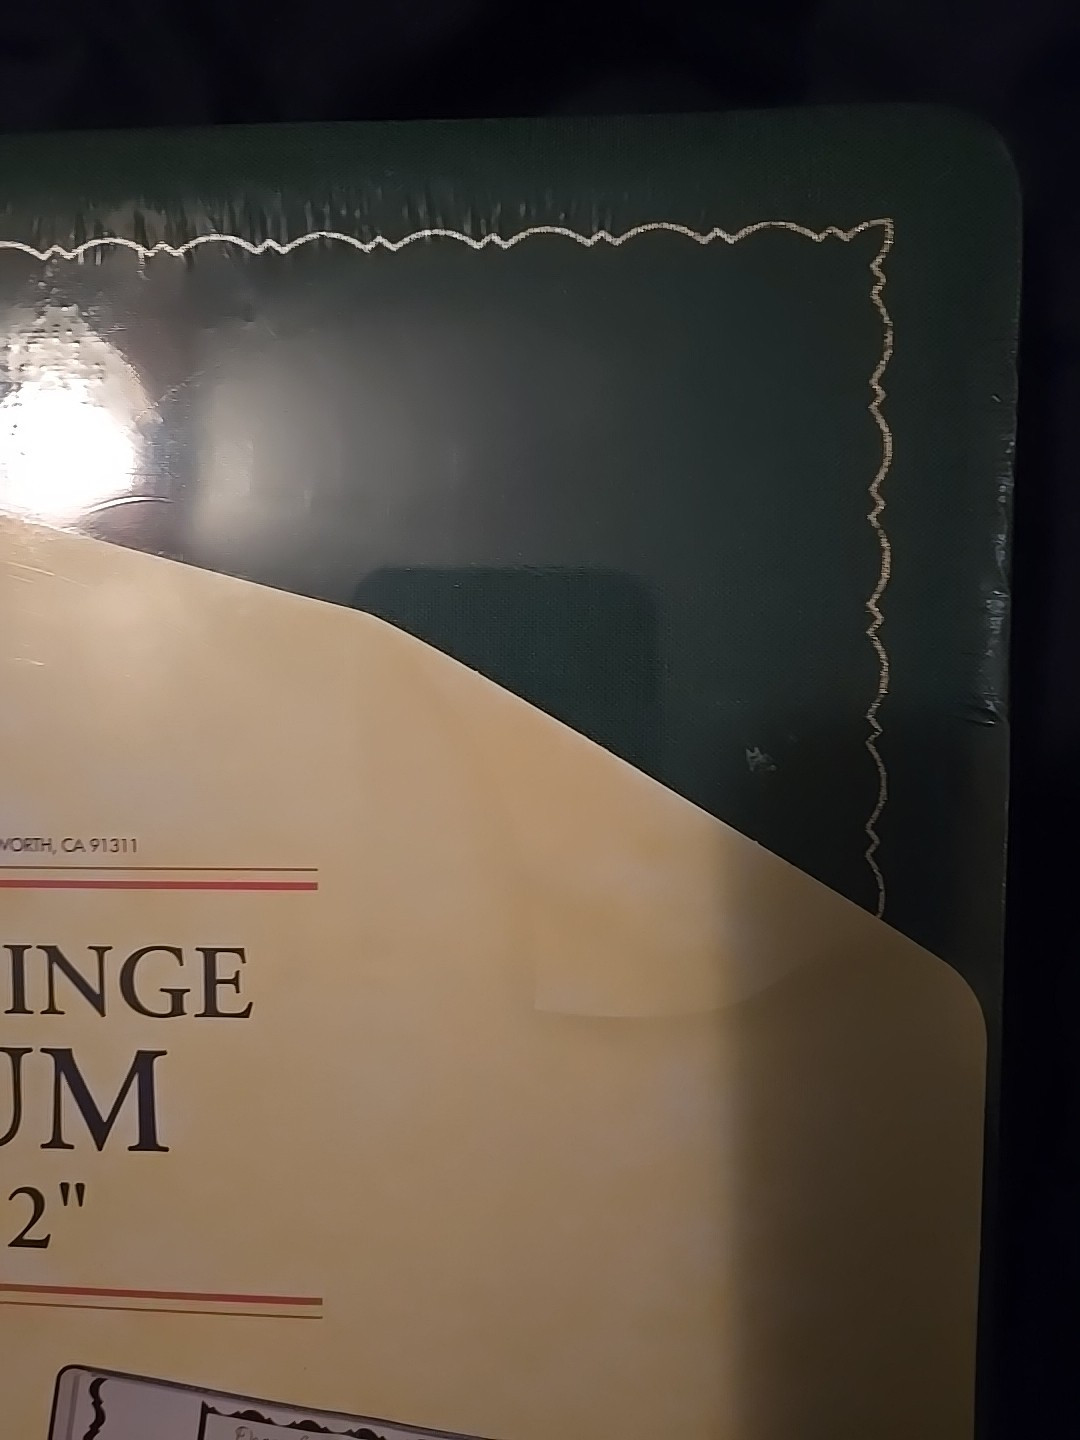 WORTH, CA 91311
INGE
UM
2"